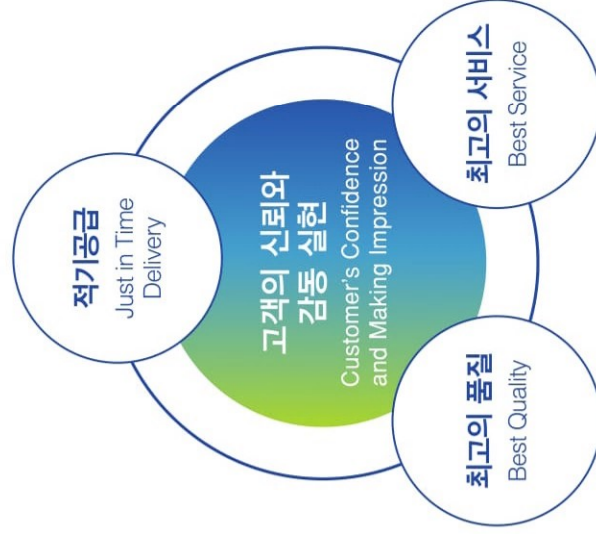 적기공급
Just in Time
Delivery
고객의 신뢰와
감동 실현
Customer's Confidence
and Making Impression
최고의 품질
Best Quality
최고의 서비스
Best Service